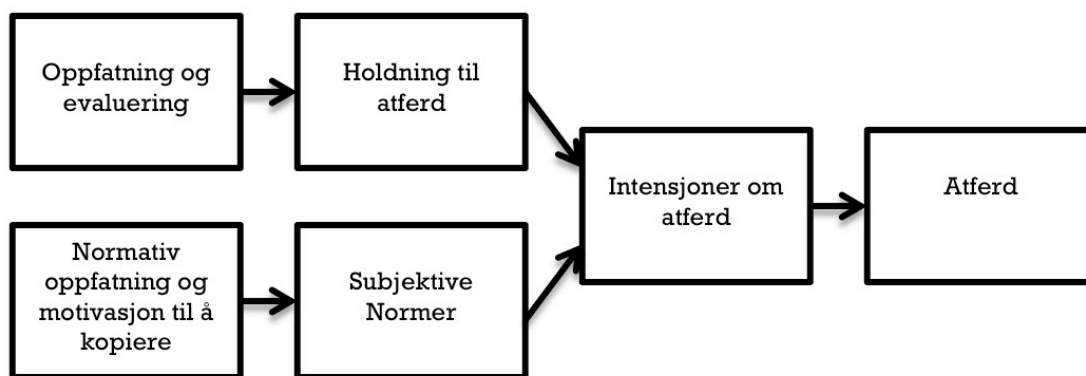 Oppfatning og
evaluering
Holdning til
atferd
Intensjoner om
atferd
Atferd
Normativ
oppfatning og
motivasjon til å
kopiere
Subjektive
Normer